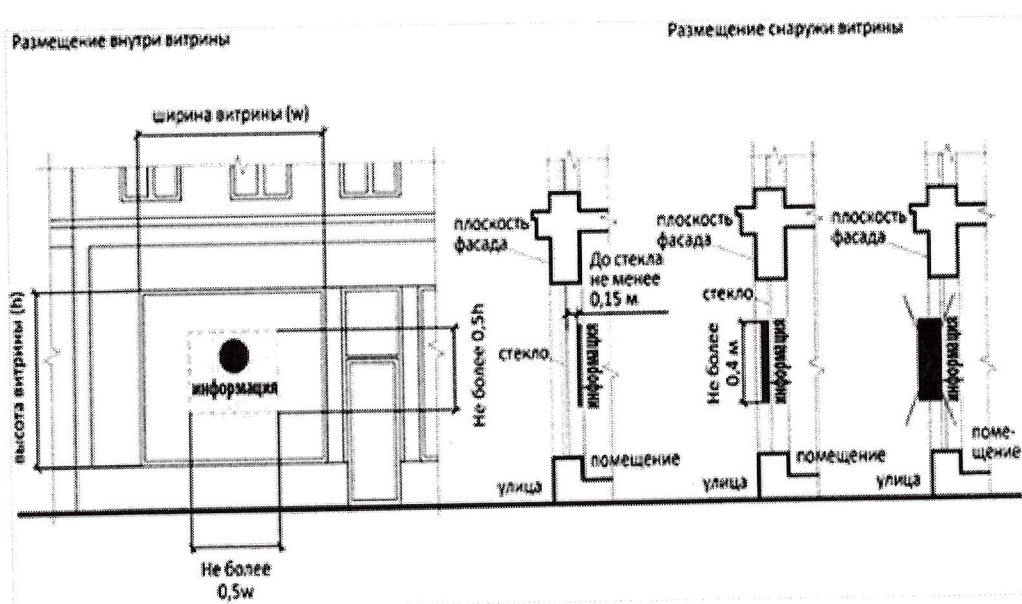 Размещение внутри витрины
Размещение снаружи витрины
ширина витрины (w)
высота витрины (h)
информация
Не более 0,5h
Не более
0,5w
плоскость
фасада
До стекла
не менее
0,15 м
стекло
информация
помещение
улица
плоскость
фасада
стекло
Не более
0,4 м
информация
помещение
улица
плоскость
фасада
информация
поме-
щение
улица